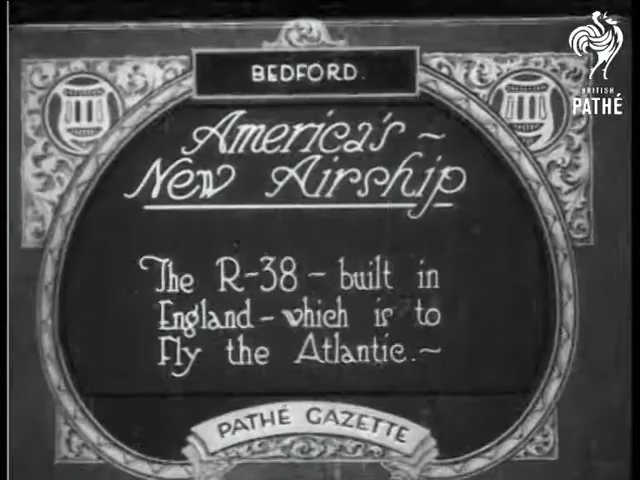 BEDFORD.
America's ~
New Airship
The R-38 - built in
England - which is to
Fly the Atlantic. ~
PATHÉ GAZETTE
BRITISH
PATHÉ